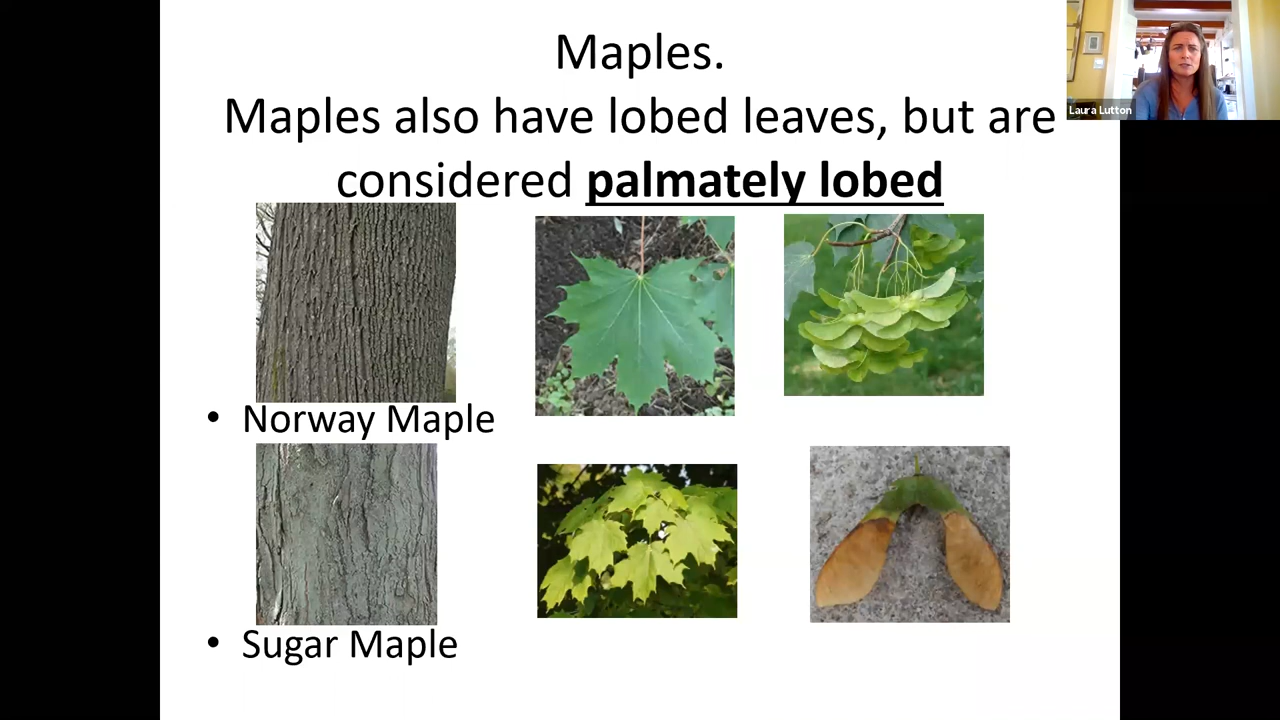 Maples.
Maples also have lobed leaves, but are
considered palmately lobed
Laura Lutton
• Norway Maple
• Sugar Maple